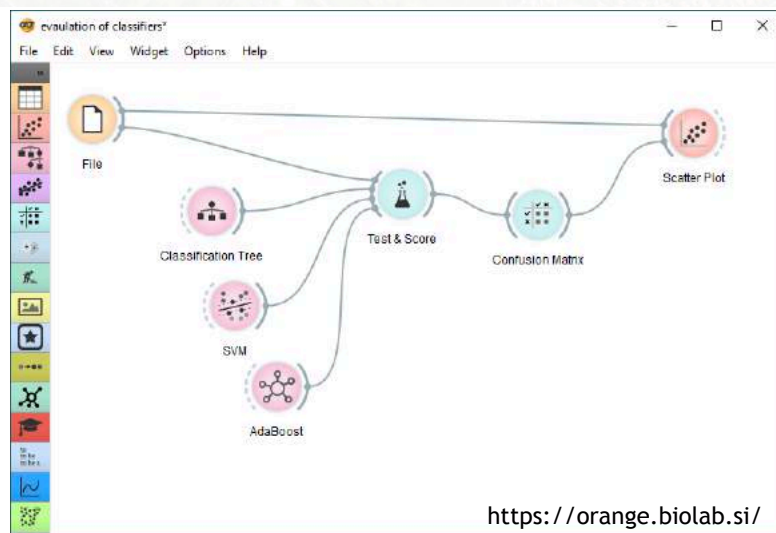 evaulation of classifiers*
File Edit View Widget Options Help
File
Scatter Plot
Test & Score
Classification Tree
Confusion Matrix
SVM
AdaBoost
https://orange.biolab.si/